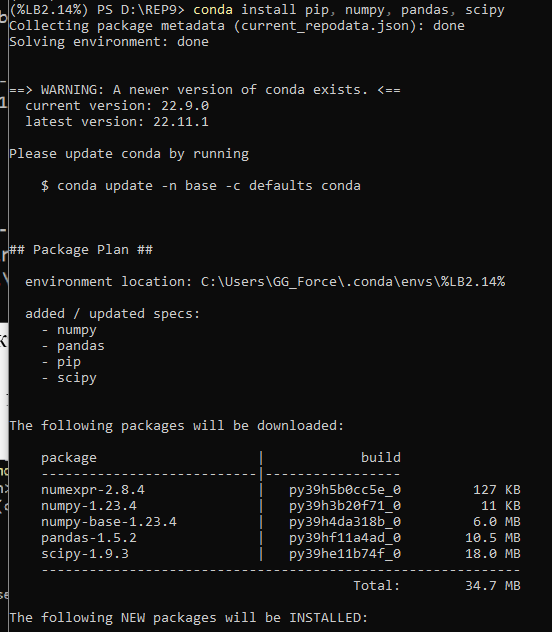 (%LB2.14%) PS D:\REP9> conda install pip, numpy, pandas, scipy
Collecting package metadata (current_repodata.json): done
Solving environment: done
==> WARNING: A newer version of conda exists. <==
current version: 22.9.0
latest version: 22.11.1
Please update conda by running
$ conda update -n base -c defaults conda
## Package Plan ##
environment location: C:\Users\GG_Force\.conda\envs\%LB2.14%
added / updated specs:
- numpy
- pandas
- pip
- scipy
The following packages will be downloaded:
package | build
---------------------------|-----------------
numexpr-2.8.4 | py39h5b0cc5e_0 127 KB
numpy-1.23.4 | py39h3b20f71_0 11 KB
numpy-base-1.23.4 | py39h4da318b_0 6.0 MB
pandas-1.5.2 | py39hf11a4ad_0 10.5 MB
scipy-1.9.3 | py39he11b74f_0 18.0 MB
------------------------------------------------------------
Total: 34.7 MB
The following NEW packages will be INSTALLED: